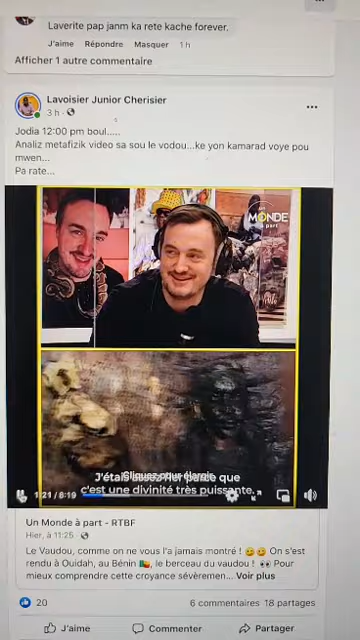 Laverite pap janm ka rete kache forever.
J'aime Répondre Masquer 1 h
Afficher 1 autre commentaire
Lavoisier Junior Cherisier
3 h ·
Jodia 12:00 pm boul.....
Analiz metafizik video sa sou le vodou...ke yon kamarad voye pou
mwen...
Pa rate...
MONDE
à part
J'étais assez fier parce que
c'est une divinité très puissante.
1:21 / 8:19
Un Monde à part - RTBF
Hier, à 11:25 ·
Le Vaudou, comme on ne vous l'a jamais montré ! 😅😅 On s'est
rendu à Ouidah, au Bénin 🇧🇯, le berceau du vaudou ! 👀 Pour
mieux comprendre cette croyance sévèremen... Voir plus
20
6 commentaires 18 partages
J'aime Commenter Partager